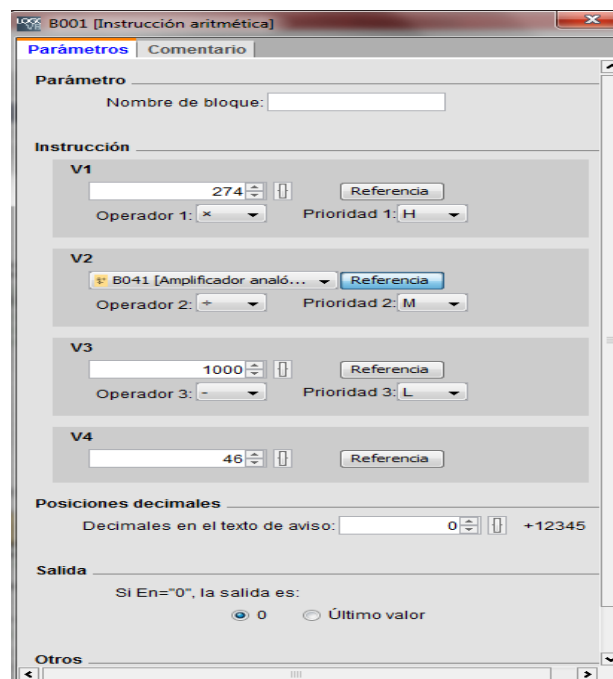 B001 [Instrucción aritmética]
Parámetros Comentario
Parámetro
Nombre de bloque:
Instrucción
V1
274 Referencia
Operador 1: × Prioridad 1: H
V2
B041 [Amplificador analó... Referencia
Operador 2: ÷ Prioridad 2: M
V3
1000 Referencia
Operador 3: - Prioridad 3: L
V4
46 Referencia
Posiciones decimales
Decimales en el texto de aviso: 0 +12345
Salida
Si En="0", la salida es:
0 Último valor
Otros